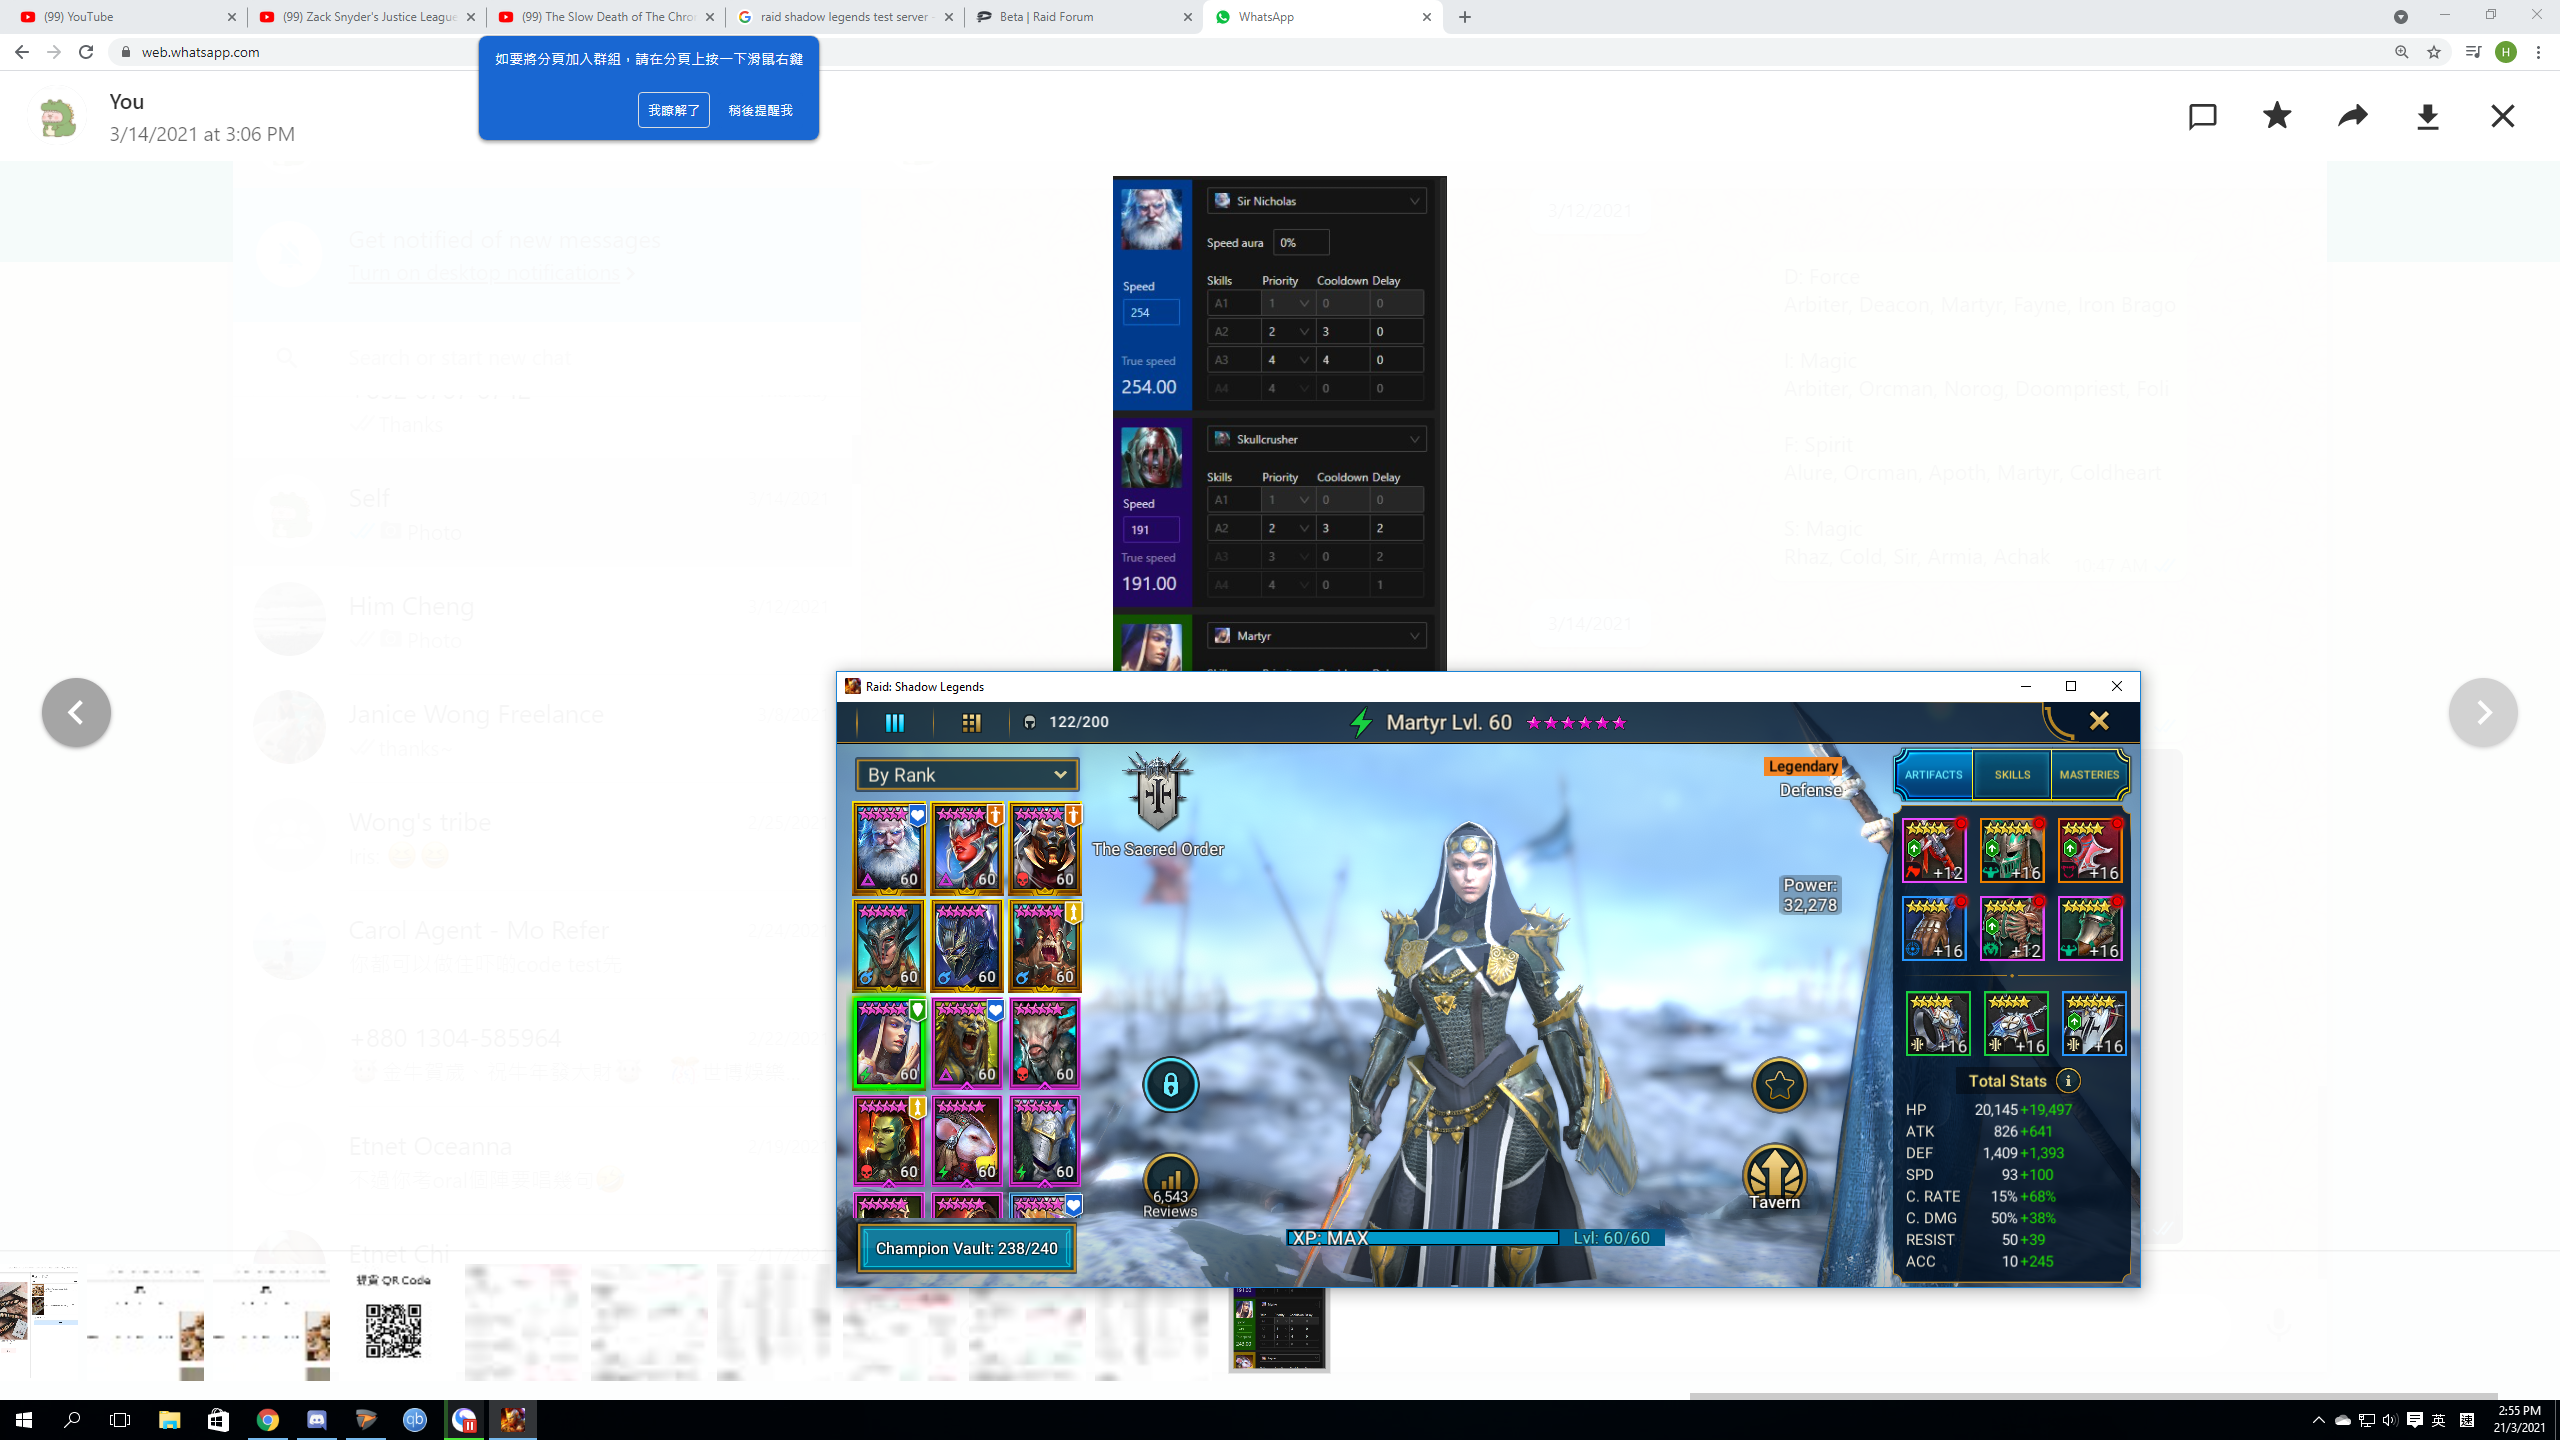 (99) YouTube
(99) Zack Snyder's Justice League
(99) The Slow Death of The Chro
raid shadow legends test server -
Beta | Raid Forum
WhatsApp
web.whatsapp.com
H
如要將分頁加入群組，請在分頁上按一下滑鼠右鍵
我瞭解了
稍後提醒我
You
3/14/2021 at 3:06 PM
Get notified of new messages
Turn on desktop notifications >
Search or start new chat
Thanks
Self
Photo
Him Cheng
Photo
Janice Wong Freelance
thanks~
Wong's tribe
Carol Agent - Mo Refer
+880 1304-585964
Etnet Oceanna
Etnet Chi
3/12/2021
D: Force
Arbiter, Deacon, Martyr, Fayne, Iron Brago
I: Magic
Arbiter, Orcman, Norog, Doompriest, Foli
F: Spirit
Alure, Orcman, Apoth, Martyr, Coldheart
S: Magic
Rhaz, Cold, Sir, Armia, Achak
3/14/2021
Sir Nicholas
Speed aura 0%
Skills Priority Cooldown Delay
Speed
254
A1 1 0 0
A2 2 3 0
A3 4 4 0
A4 4 0 0
True speed
254.00
Skullcrusher
Skills Priority Cooldown Delay
Speed
191
A1 1 0 0
A2 2 3 2
A3 3 0 2
A4 4 0 1
True speed
191.00
Martyr
Raid: Shadow Legends
122/200
Martyr Lvl. 60
By Rank
60
60
60
60
60
60
60
60
60
60
60
60
Champion Vault: 238/240
The Sacred Order
Legendary
Defense
Power:
32,278
6,543
Reviews
Tavern
XP: MAX
Lvl: 60/60
ARTIFACTS
SKILLS
MASTERIES
+12
+16
+16
+16
+12
+16
+16
+16
+16
Total Stats
HP 20,145 +19,497
ATK 826 +641
DEF 1,409 +1,393
SPD 93 +100
C. RATE 15% +68%
C. DMG 50% +38%
RESIST 50 +39
ACC 10 +245
QR Code
qb
英
2:55 PM
21/3/2021